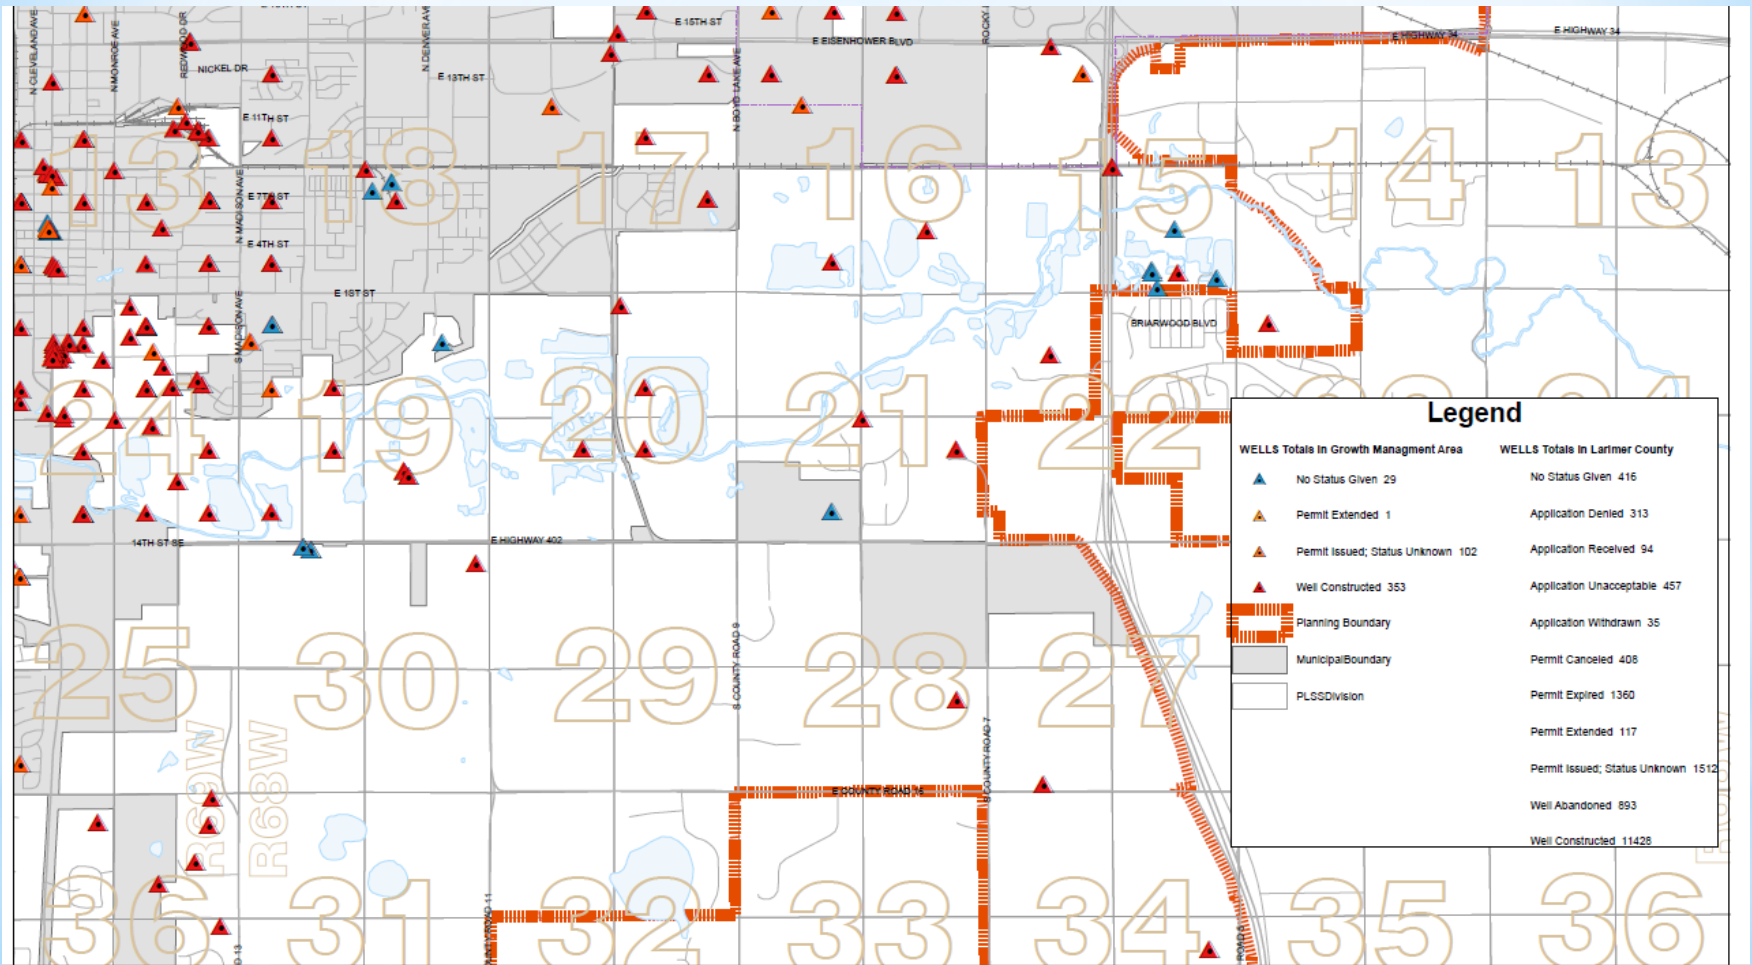 E 15TH ST
E EISENHOWER BLVD
E HIGHWAY 34
E HIGHWAY 34
N CLEVELAND AVE
N MONROE AVE
REDWOOD DR
N DENVER AVE
NICKEL DR
E 13TH ST
N BOYD LAKE AVE
E 11TH ST
13
18
17
16
15
14
13
N MADISON AVE
E 7TH ST
E 4TH ST
E 1ST ST
S MADISON AVE
BRIARWOOD BLVD
24
19
20
21
22
14TH ST SE
E HIGHWAY 402
25
30
29
28
27
S COUNTY ROAD 9
S COUNTY ROAD 7
R69W
R68W
E COUNTY ROAD 16
36
31
32
33
34
35
36
Legend
WELLS Totals in Growth Managment Area
No Status Given 29
Permit Extended 1
Permit Issued; Status Unknown 102
Well Constructed 353
Planning Boundary
MunicipalBoundary
PLSSDivision
WELLS Totals in Larimer County
No Status Given 416
Application Denied 313
Application Received 94
Application Unacceptable 457
Application Withdrawn 35
Permit Canceled 408
Permit Expired 1360
Permit Extended 117
Permit Issued; Status Unknown 1512
Well Abandoned 893
Well Constructed 11428